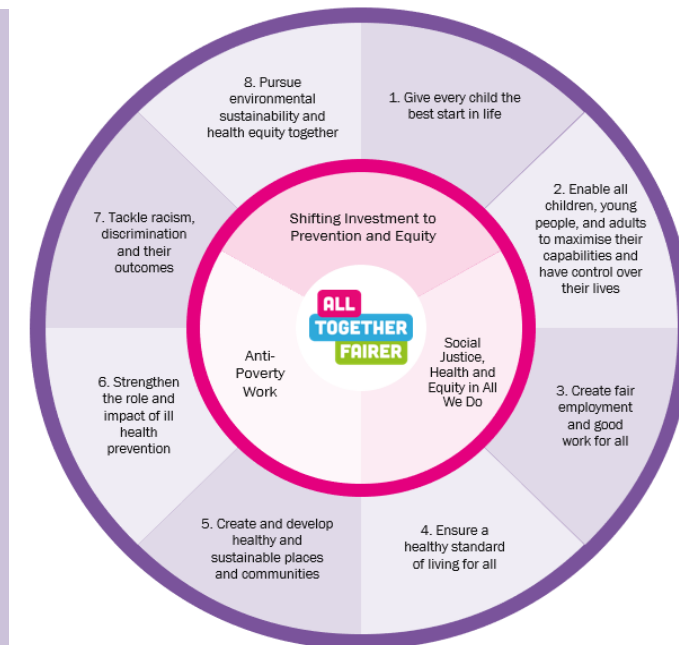 1. Give every child the
best start in life
2. Enable all
children, young
people, and adults
to maximise their
capabilities and
have control over
their lives
3. Create fair
employment
and good
work for all
4. Ensure a
healthy standard
of living for all
5. Create and develop
healthy and
sustainable places
and communities
6. Strengthen
the role and
impact of ill
health
prevention
7. Tackle racism,
discrimination
and their
outcomes
8. Pursue
environmental
sustainability and
health equity together
Shifting Investment to
Prevention and Equity
Social
Justice,
Health and
Equity in All
We Do
Anti-
Poverty
Work
ALL
TOGETHER
FAIRER